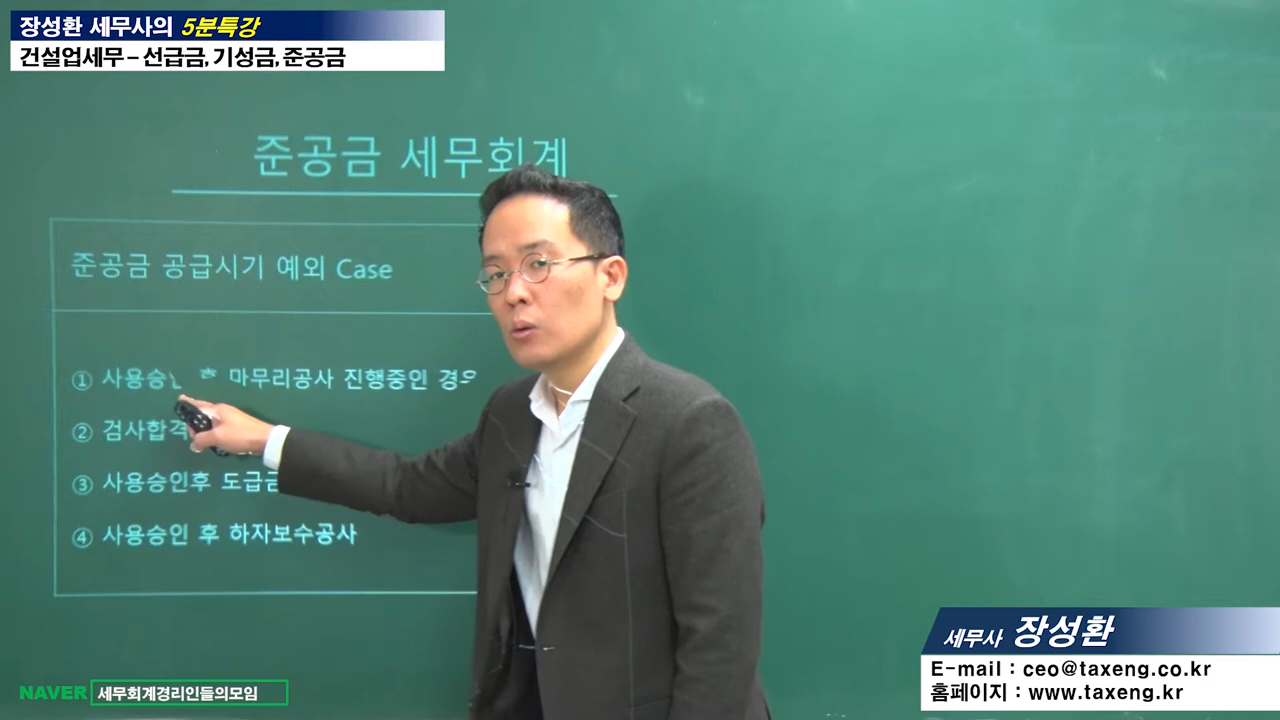 장성환 세무사의 5분특강
건설업세무 – 선급금, 기성금, 준공금
준공금 세무회계
준공금 공급시기 예외 Case
① 사용승인 후 마무리공사 진행중인 경우
② 검사합격
③ 사용승인후 도급금
④ 사용승인 후 하자보수공사
세무사 장성환
E-mail : ceo@taxeng.co.kr
홈페이지 : www.taxeng.kr
NAVER 세무회계경리인들의모임